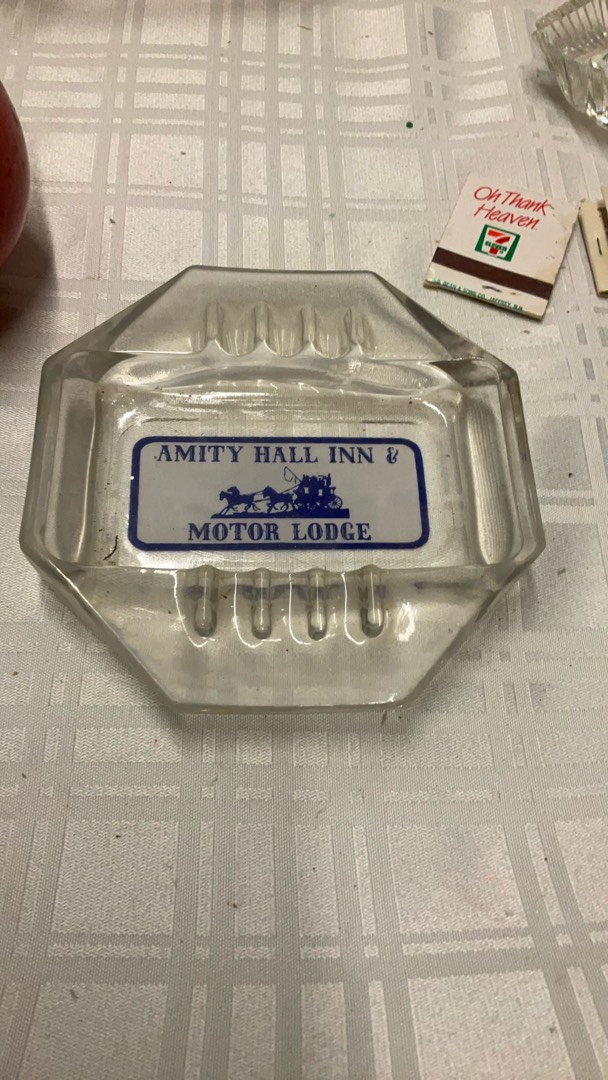 Oh Thank
Heaven
7
ELEVEN
AMITY HALL INN &
MOTOR LODGE